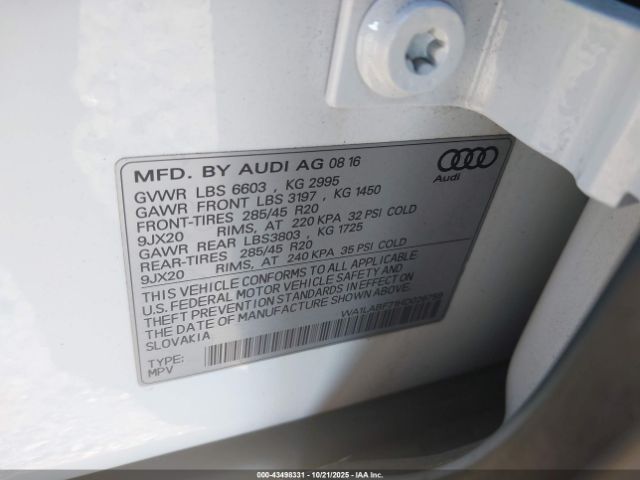 MFD. BY AUDI AG 08 16
Audi
GVWR LBS 6603 , KG 2995
GAWR FRONT LBS 3197 , KG 1450
FRONT-TIRES 285/45 R20
9JX20 RIMS, AT 220 KPA 32 PSI COLD
GAWR REAR LBS3803 , KG 1725
REAR-TIRES 285/45 R20
9JX20 RIMS, AT 240 KPA 35 PSI COLD
THIS VEHICLE CONFORMS TO ALL APPLICABLE
U.S. FEDERAL MOTOR VEHICLE SAFETY AND
THEFT PREVENTION STANDARDS IN EFFECT ON
THE DATE OF MANUFACTURE SHOWN ABOVE.
SLOVAKIA
TYPE:
MPV
000-43498331 - 10/21/2025 - IAA Inc.